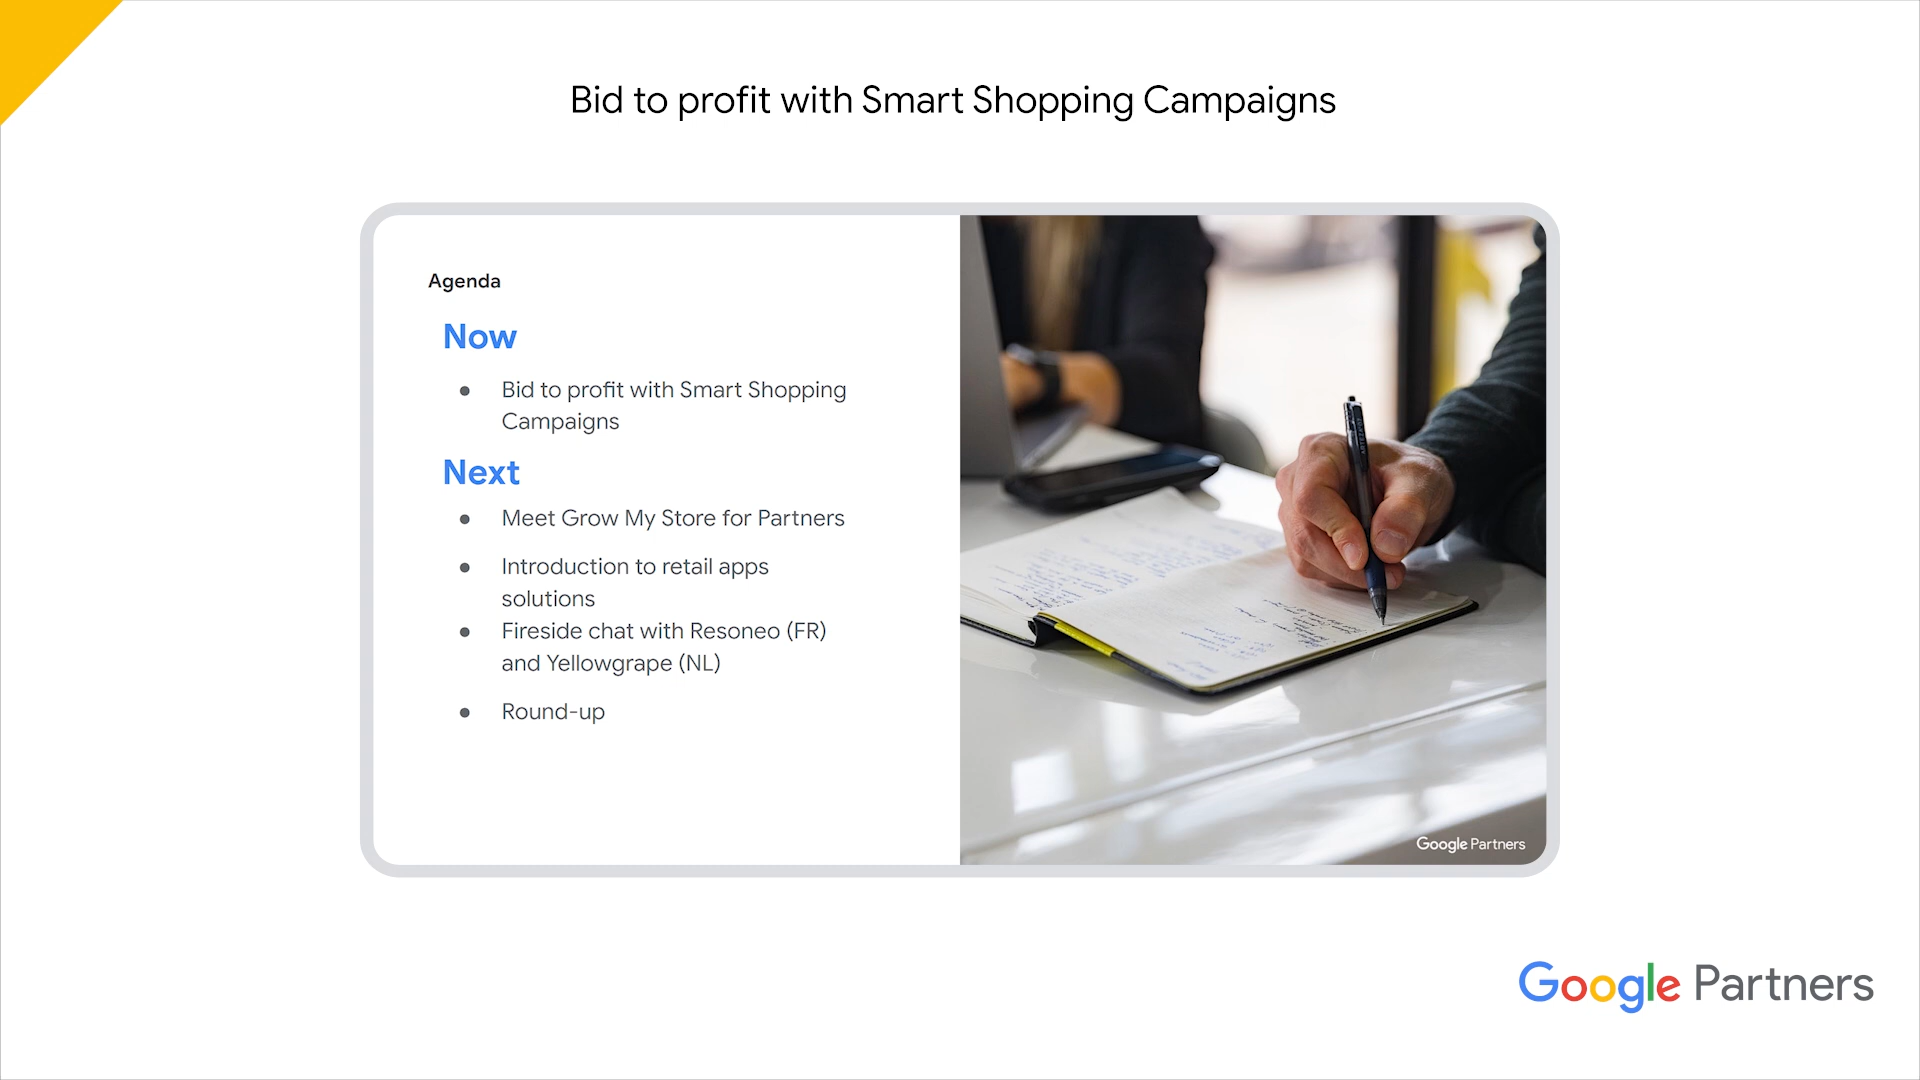 Bid to profit with Smart Shopping Campaigns
Agenda
Now
● Bid to profit with Smart Shopping
Campaigns
Next
● Meet Grow My Store for Partners
● Introduction to retail apps
solutions
● Fireside chat with Resoneo (FR)
and Yellowgrape (NL)
● Round-up
Google Partners
Google Partners